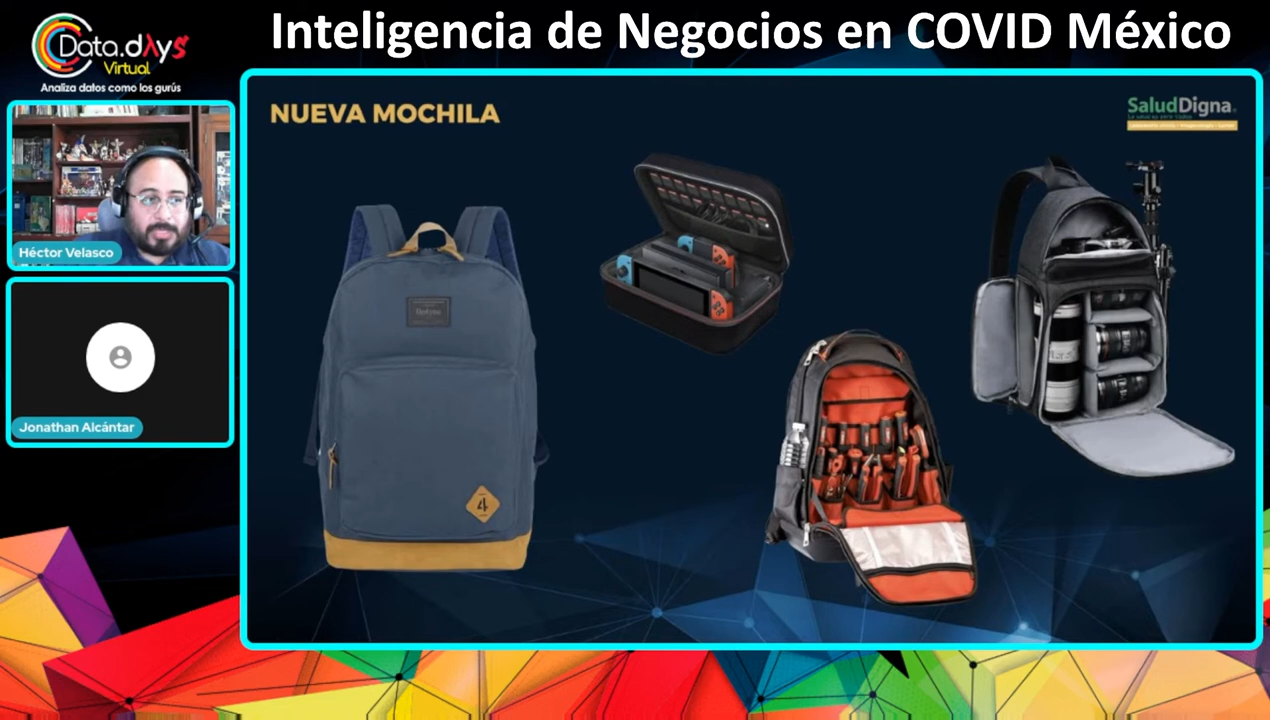 Inteligencia de Negocios en COVID México
Data.dAys
Virtual
Analiza datos como los gurús
NUEVA MOCHILA
SaludDigna
Héctor Velasco
Jonathan Alcántar
4